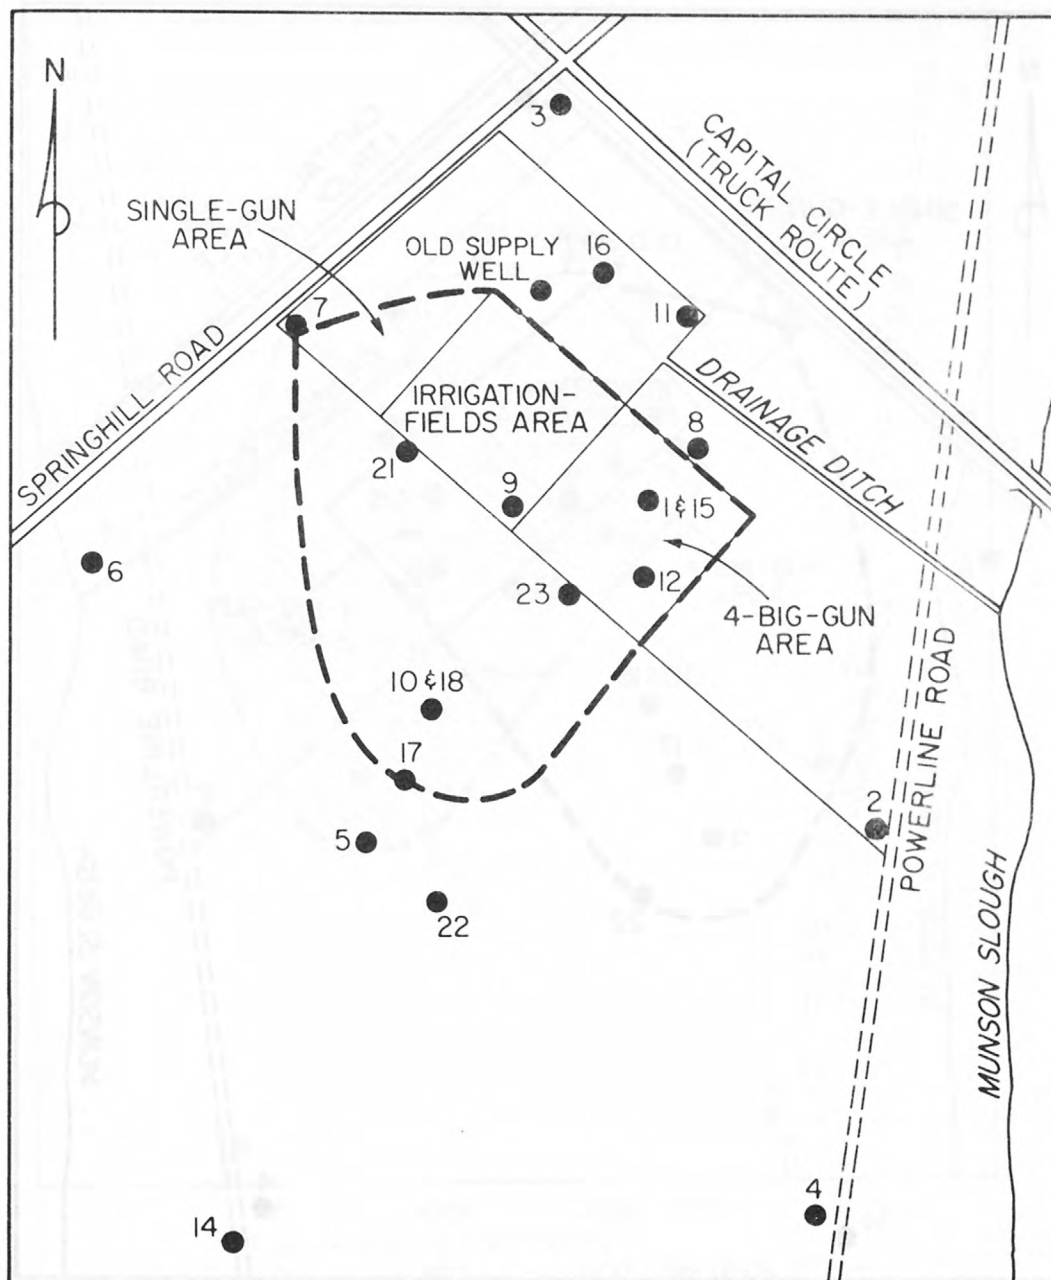 N
3
CAPITAL CIRCLE
(TRUCK ROUTE)
SINGLE-GUN
AREA
OLD SUPPLY
WELL
16
7
11
SPRINGHILL ROAD
IRRIGATION-
FIELDS AREA
DRAINAGE DITCH
8
21
9
1 & 15
6
12
23
4-BIG-GUN
AREA
10 & 18
17
POWERLINE ROAD
2
5
22
MUNSON SLOUGH
4
14